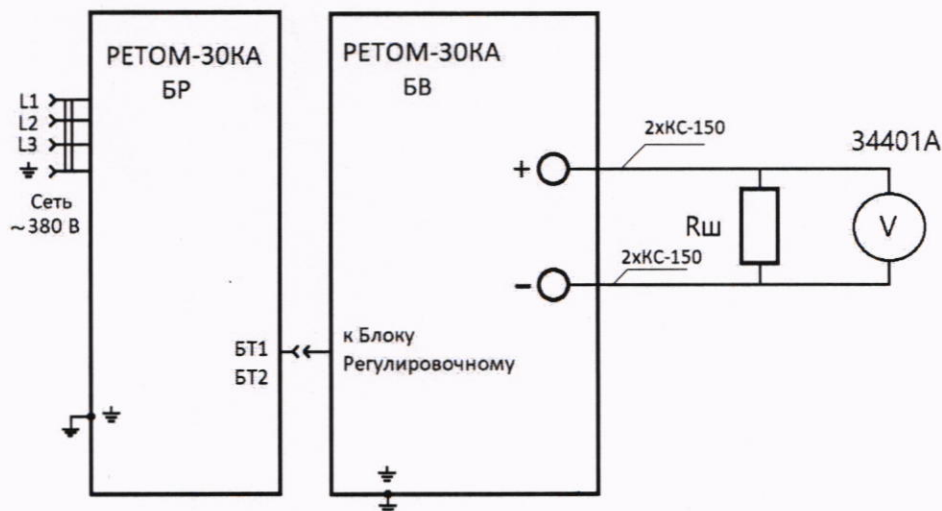 РЕТОМ-30КА
БР
L1
L2
L3
Сеть
~380 В
БТ1
БТ2
РЕТОМ-30КА
БВ
к Блоку
Регулировочному
+
−
2хКС-150
2хКС-150
Rш
34401А
V